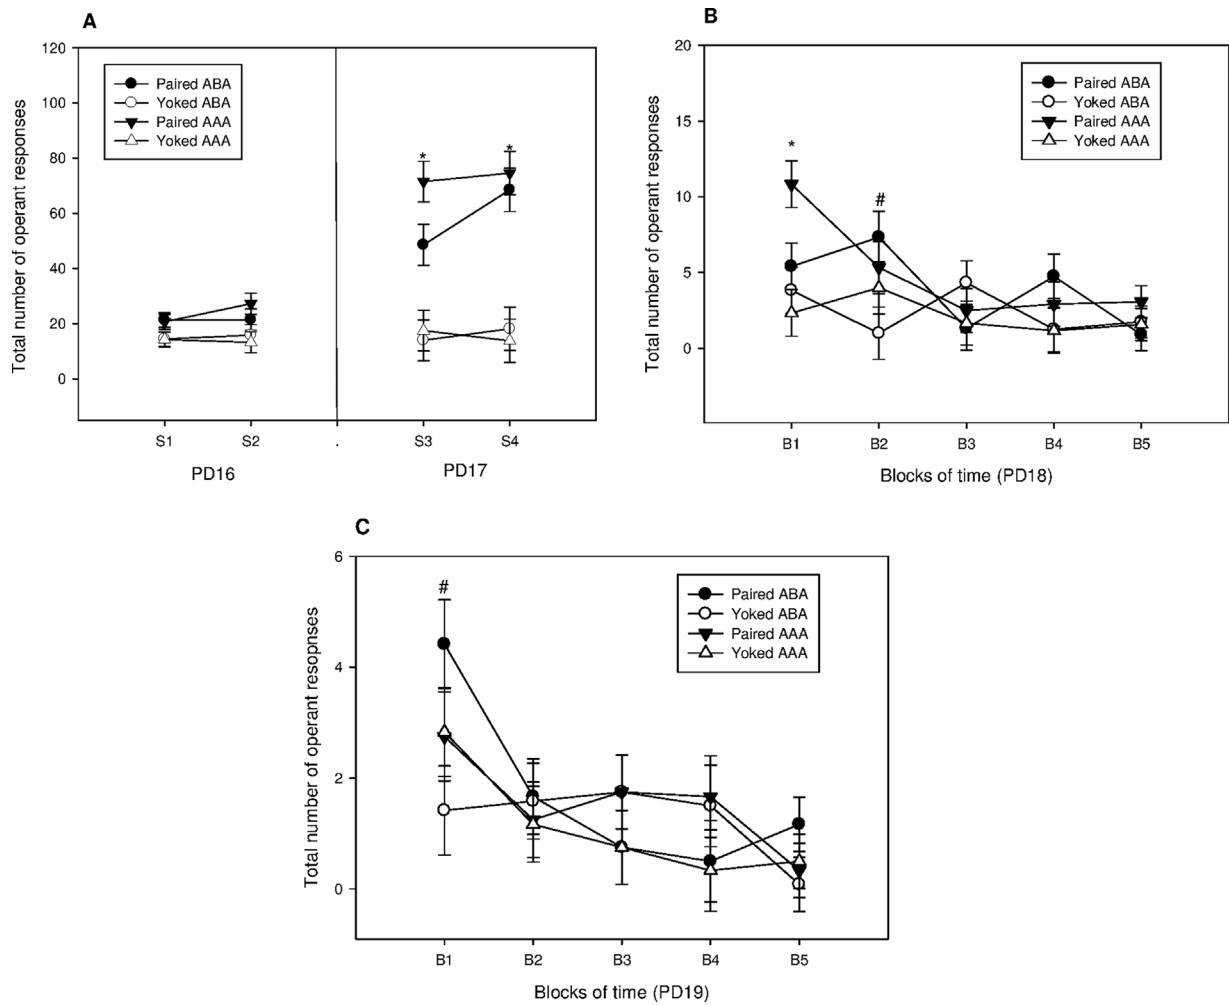 A
Total number of operant responses
120
100
80
60
40
20
0
Paired ABA
Yoked ABA
Paired AAA
Yoked AAA
*
*
S1
S2
.
S3
S4
PD16
PD17
B
Total number of operant responses
20
15
10
5
0
Paired ABA
Yoked ABA
Paired AAA
Yoked AAA
*
#
B1
B2
B3
B4
B5
Blocks of time (PD18)
C
Total number of operant resopnses
6
4
2
0
Paired ABA
Yoked ABA
Paired AAA
Yoked AAA
#
B1
B2
B3
B4
B5
Blocks of time (PD19)